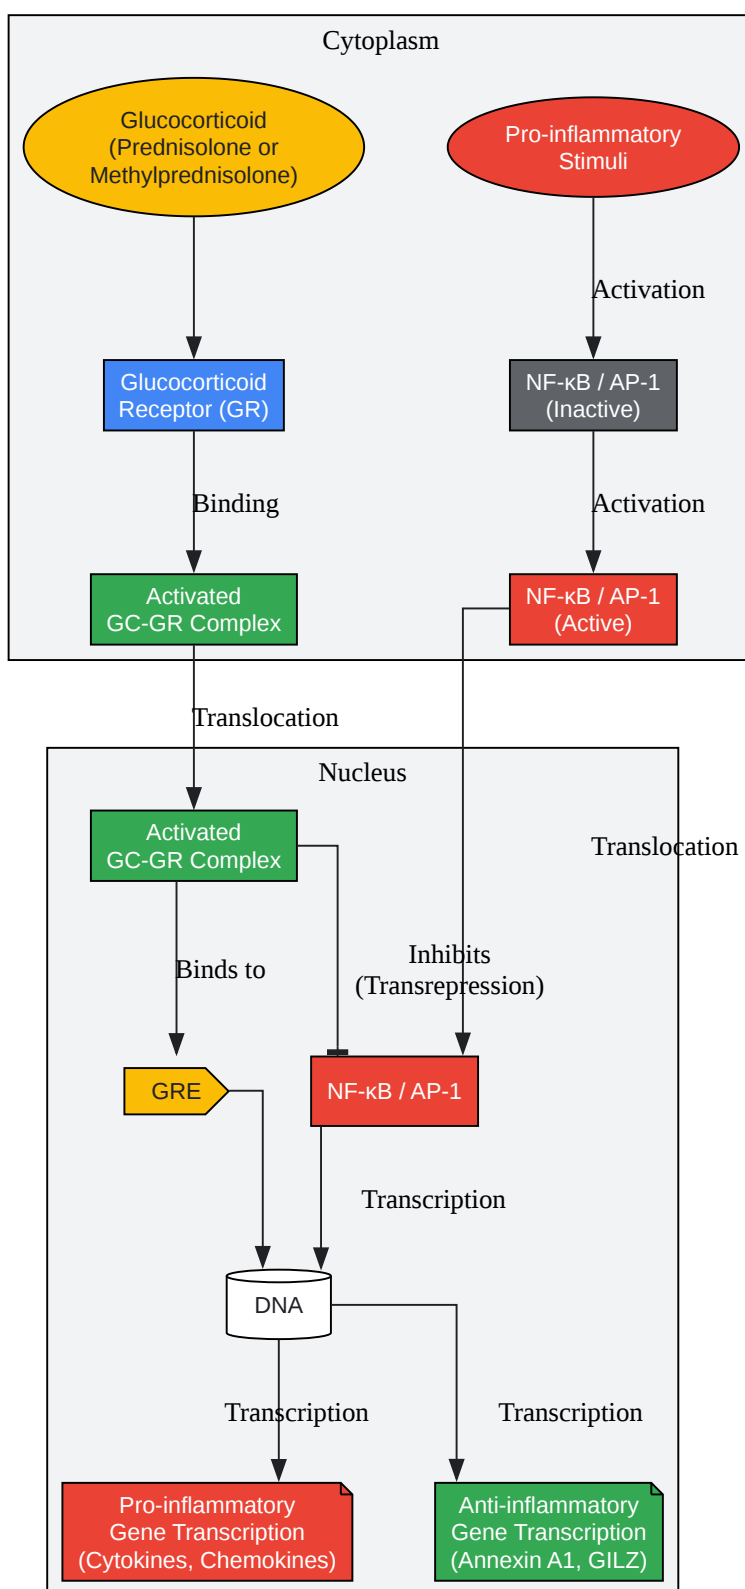 Cytoplasm
Glucocorticoid
(Prednisolone or
Methylprednisolone)
Pro-inflammatory
Stimuli
Activation
Glucocorticoid
Receptor (GR)
NF-κB / AP-1
(Inactive)
Binding
Activation
Activated
GC-GR Complex
NF-κB / AP-1
(Active)
Translocation
Nucleus
Activated
GC-GR Complex
Translocation
Binds to
Inhibits
(Transrepression)
GRE
NF-κB / AP-1
Transcription
DNA
Transcription
Transcription
Pro-inflammatory
Gene Transcription
(Cytokines, Chemokines)
Anti-inflammatory
Gene Transcription
(Annexin A1, GILZ)